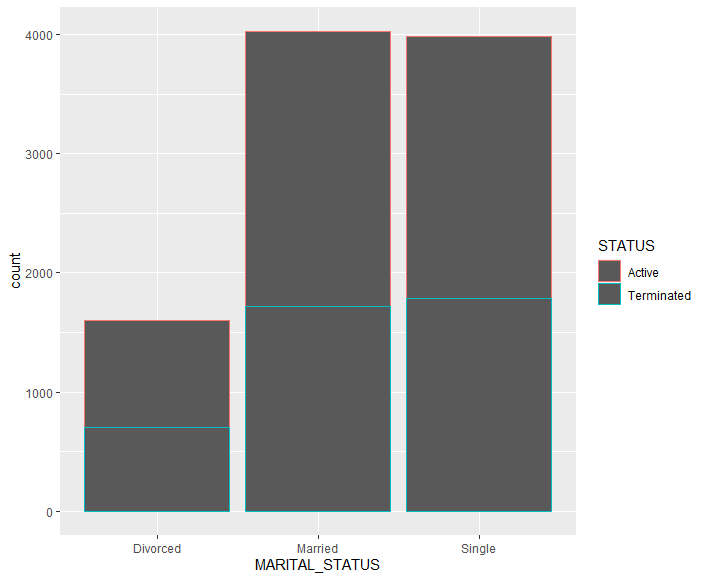 4000
3000
2000
1000
0
count
Divorced Married Single
MARITAL_STATUS
STATUS
Active
Terminated